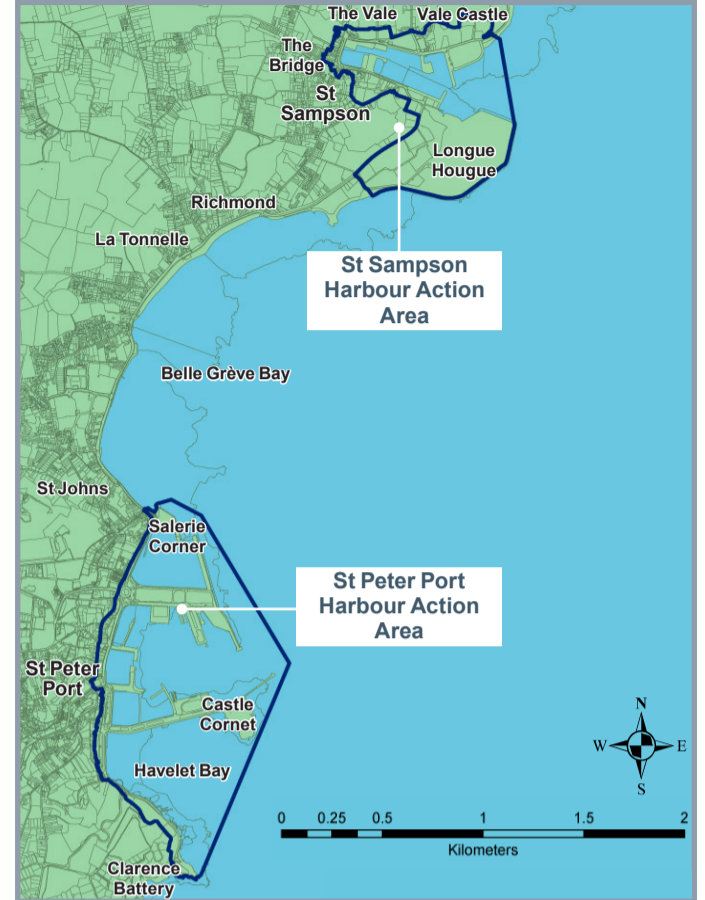 The Vale
Vale Castle
The
Bridge
St
Sampson
Longue
Hougue
Richmond
La Tonnelle
St Sampson
Harbour Action
Area
Belle Grève Bay
St Johns
Salerie
Corner
St Peter Port
Harbour Action
Area
St Peter
Port
Castle
Cornet
Havelet Bay
N
W
E
S
0 0.25 0.5 1 1.5 2
Kilometers
Clarence
Battery